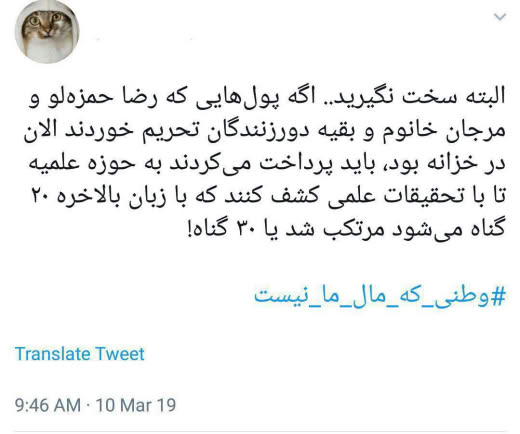 البته سخت نگیرید.. اگه پول‌هایی که رضا حمزه‌لو و
مرجان خانوم و بقیه دورزنندگان تحریم خوردند الان
در خزانه بود، باید پرداخت می‌کردند به حوزه علمیه
تا با تحقیقات علمی کشف کنند که با زبان بالاخره ۲۰
گناه می‌شود مرتکب شد یا ۳۰ گناه!
#وطنی_که_مال_ما_نیست
Translate Tweet
9:46 AM · 10 Mar 19